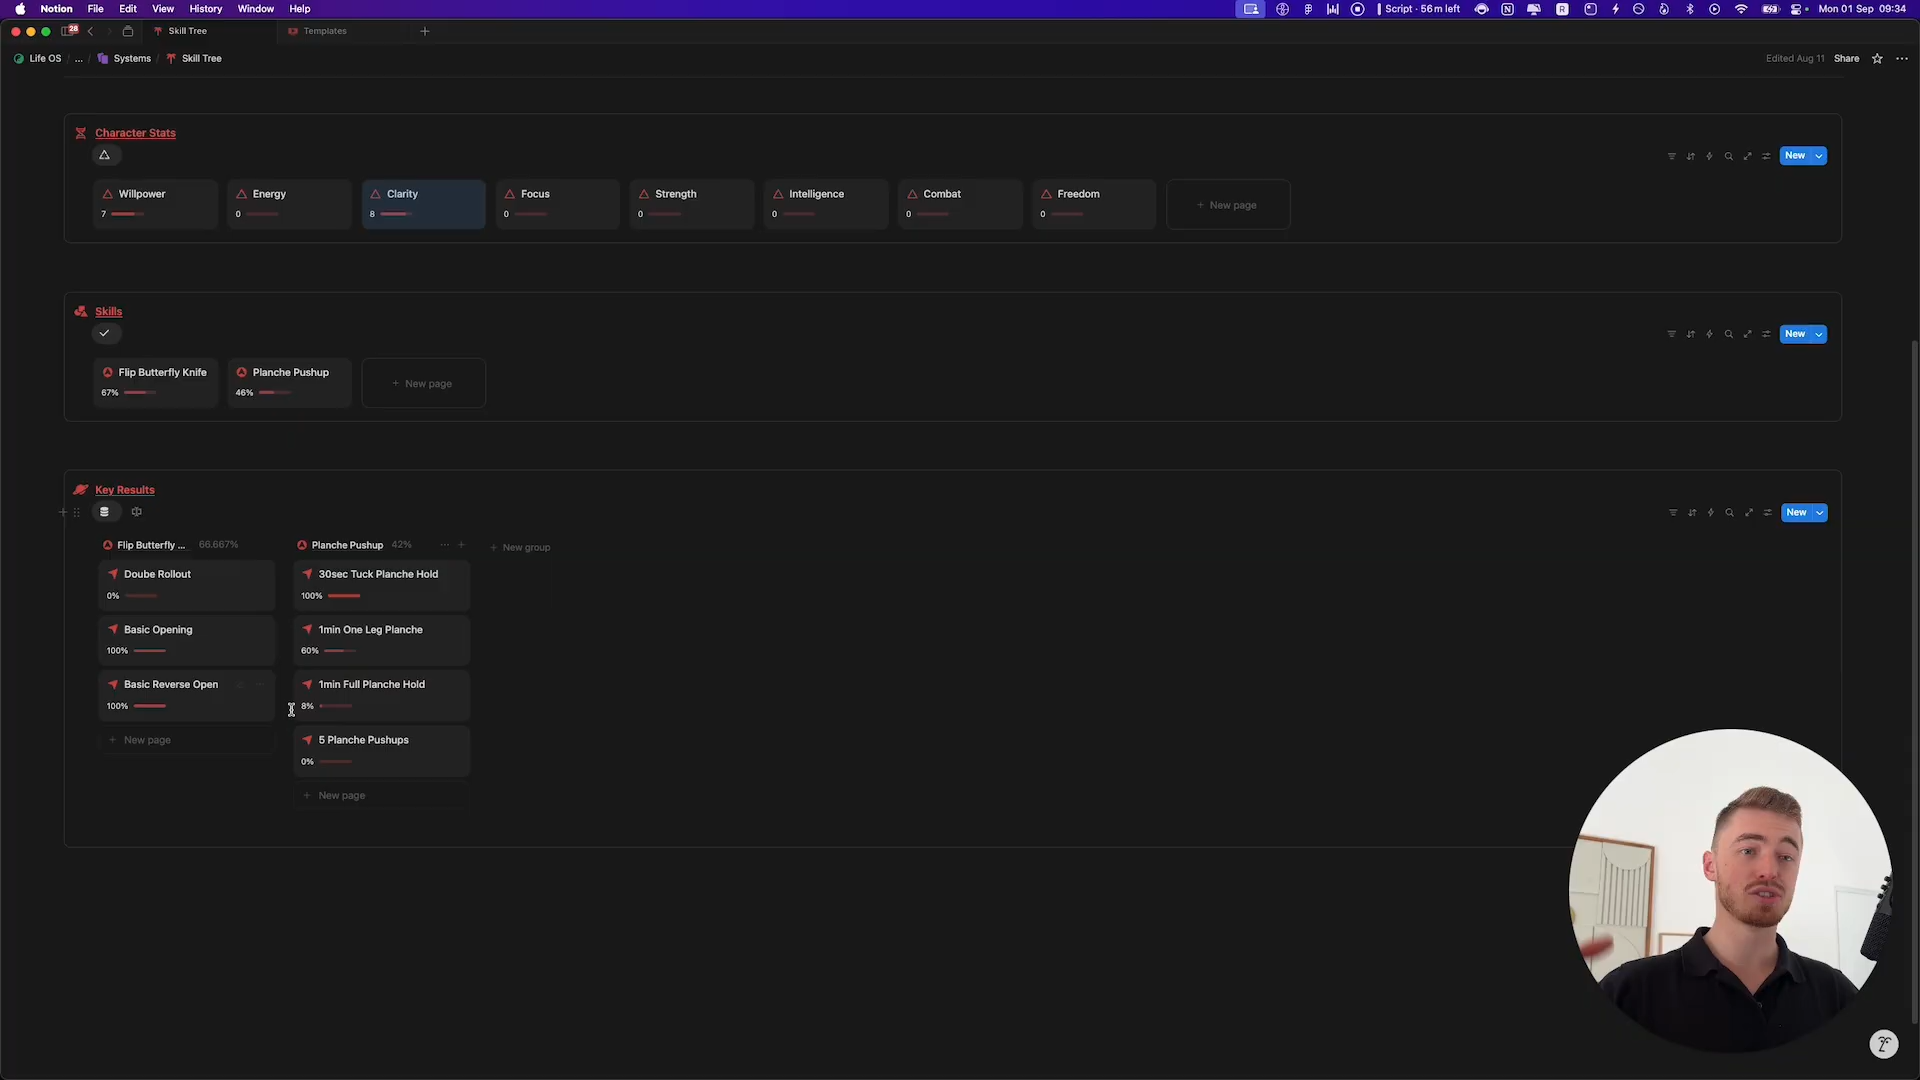 Notion File Edit View History Window Help Script · 56m left Mon 01 Sep 09:34
28 Skill Tree Templates
Life OS / ... / Systems / Skill Tree Edited Aug 11 Share
Character Stats
New
Willpower Energy Clarity Focus Strength Intelligence Combat Freedom
7 0 8 0 0 0 0 0 + New page
Skills
New
Flip Butterfly Knife Planche Pushup
67% 46% + New page
Key Results
New
Flip Butterfly ... 66.667% Planche Pushup 42% + New group
Doube Rollout 30sec Tuck Planche Hold
0% 100%
Basic Opening 1min One Leg Planche
100% 60%
Basic Reverse Open 1min Full Planche Hold
100% 8%
+ New page 5 Planche Pushups
0%
+ New page